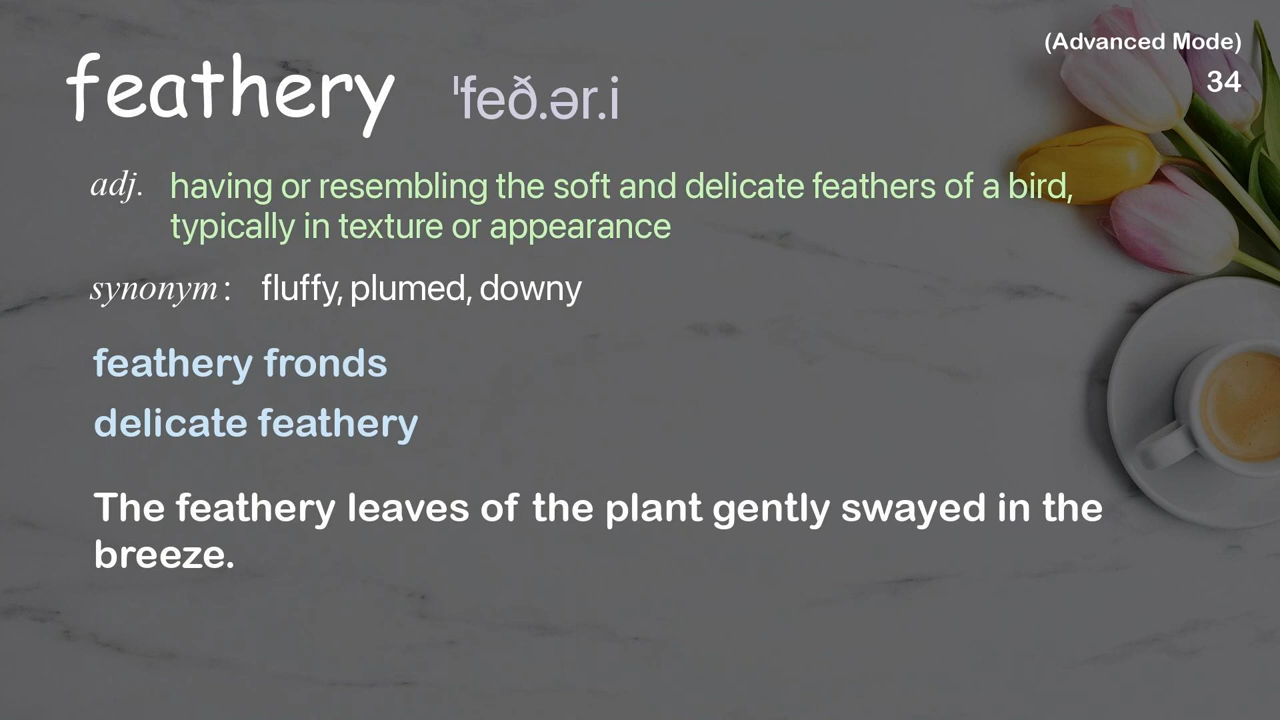 (Advanced Mode)
34
feathery ˈfeð.ər.i
adj. having or resembling the soft and delicate feathers of a bird,
typically in texture or appearance
synonym: fluffy, plumed, downy
feathery fronds
delicate feathery
The feathery leaves of the plant gently swayed in the
breeze.